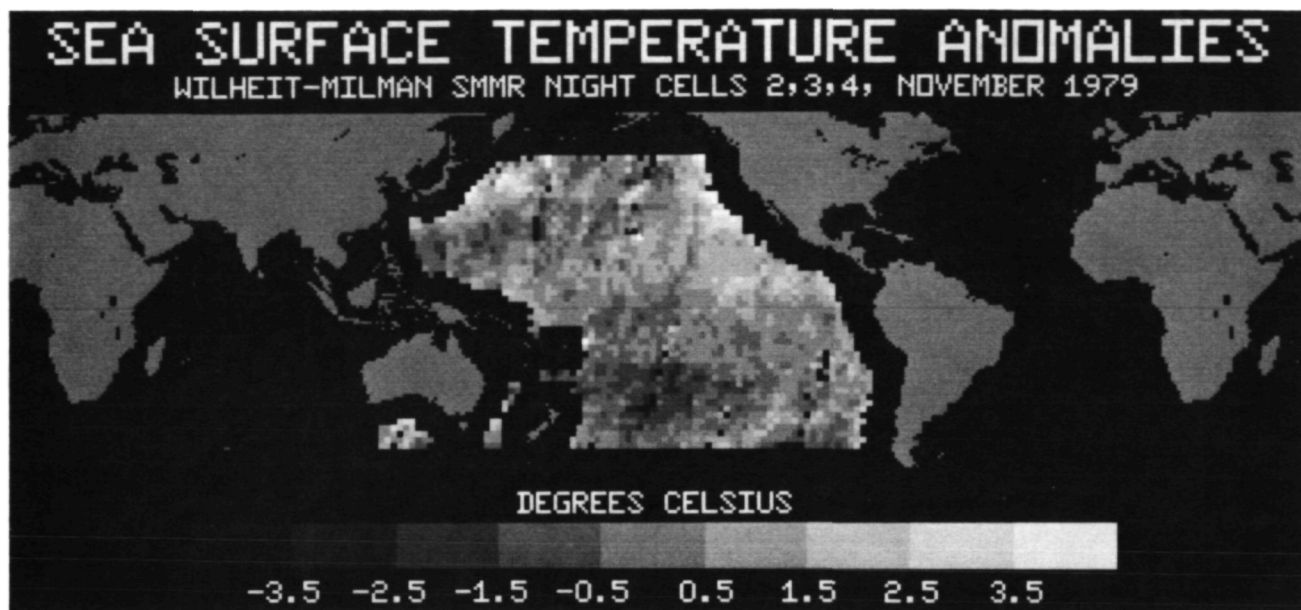 SEA SURFACE TEMPERATURE ANOMALIES
WILHEIT-MILMAN SMMR NIGHT CELLS 2,3,4, NOVEMBER 1979
DEGREES CELSIUS
-3.5 -2.5 -1.5 -0.5 0.5 1.5 2.5 3.5